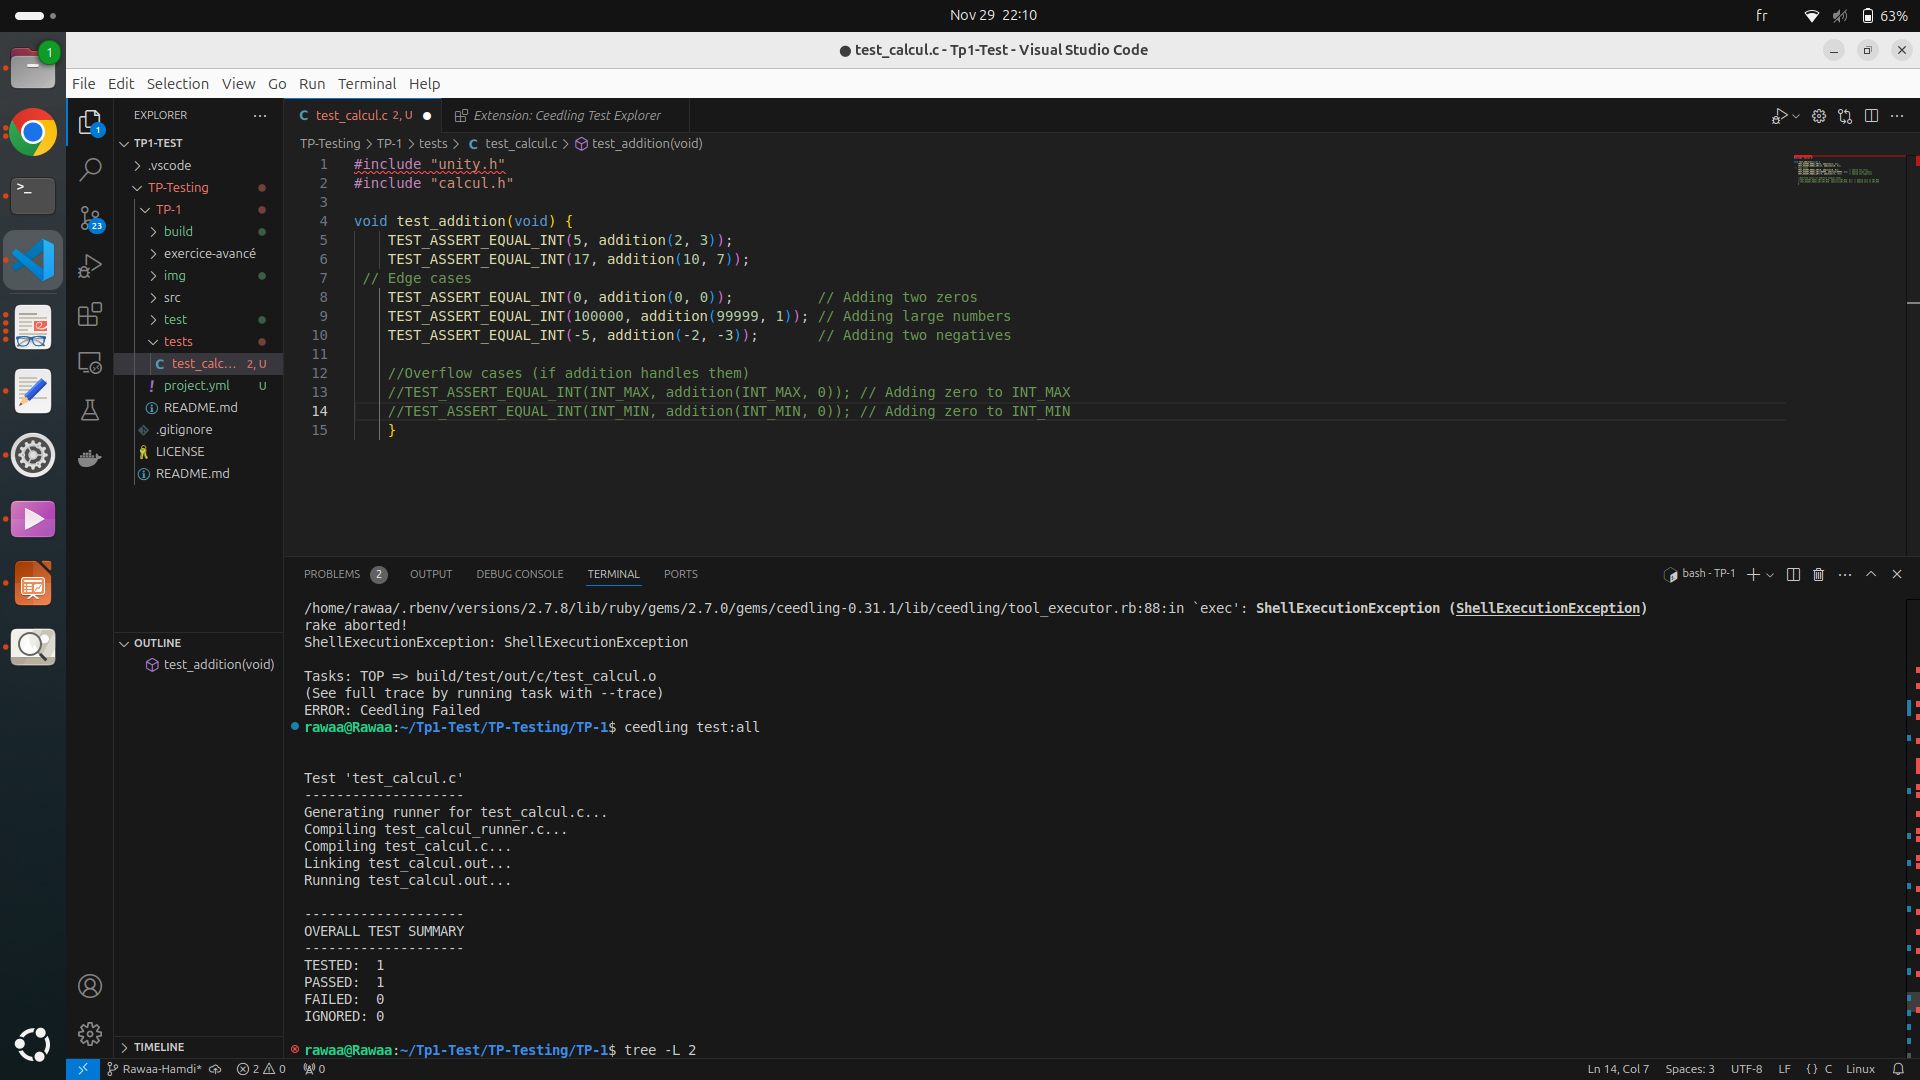 Nov 29 22:10
fr
63%
1
test_calcul.c - Tp1-Test - Visual Studio Code
File Edit Selection View Go Run Terminal Help
EXPLORER
TP1-TEST
.vscode
TP-Testing
TP-1
build
exercice-avancé
img
src
test
tests
C test_calc... 2, U
! project.yml U
README.md
.gitignore
LICENSE
README.md
OUTLINE
test_addition(void)
TIMELINE
1
23
C test_calcul.c 2, U
Extension: Ceedling Test Explorer
TP-Testing > TP-1 > tests > C test_calcul.c > test_addition(void)
1 #include "unity.h"
2 #include "calcul.h"
3
4 void test_addition(void) {
5 TEST_ASSERT_EQUAL_INT(5, addition(2, 3));
6 TEST_ASSERT_EQUAL_INT(17, addition(10, 7));
7 // Edge cases
8 TEST_ASSERT_EQUAL_INT(0, addition(0, 0)); // Adding two zeros
9 TEST_ASSERT_EQUAL_INT(100000, addition(99999, 1)); // Adding large numbers
10 TEST_ASSERT_EQUAL_INT(-5, addition(-2, -3)); // Adding two negatives
11
12 //Overflow cases (if addition handles them)
13 //TEST_ASSERT_EQUAL_INT(INT_MAX, addition(INT_MAX, 0)); // Adding zero to INT_MAX
14 //TEST_ASSERT_EQUAL_INT(INT_MIN, addition(INT_MIN, 0)); // Adding zero to INT_MIN
15 }
PROBLEMS 2 OUTPUT DEBUG CONSOLE TERMINAL PORTS
bash - TP-1
/home/rawaa/.rbenv/versions/2.7.8/lib/ruby/gems/2.7.0/gems/ceedling-0.31.1/lib/ceedling/tool_executor.rb:88:in `exec': ShellExecutionException (ShellExecutionException)
rake aborted!
ShellExecutionException: ShellExecutionException
Tasks: TOP => build/test/out/c/test_calcul.o
(See full trace by running task with --trace)
ERROR: Ceedling Failed
rawaa@Rawaa:~/Tp1-Test/TP-Testing/TP-1$ ceedling test:all
Test 'test_calcul.c'
--------------------
Generating runner for test_calcul.c...
Compiling test_calcul_runner.c...
Compiling test_calcul.c...
Linking test_calcul.out...
Running test_calcul.out...
--------------------
OVERALL TEST SUMMARY
--------------------
TESTED: 1
PASSED: 1
FAILED: 0
IGNORED: 0
rawaa@Rawaa:~/Tp1-Test/TP-Testing/TP-1$ tree -L 2
Rawaa-Hamdi* 2 0 0
Ln 14, Col 7 Spaces: 3 UTF-8 LF {} C Linux